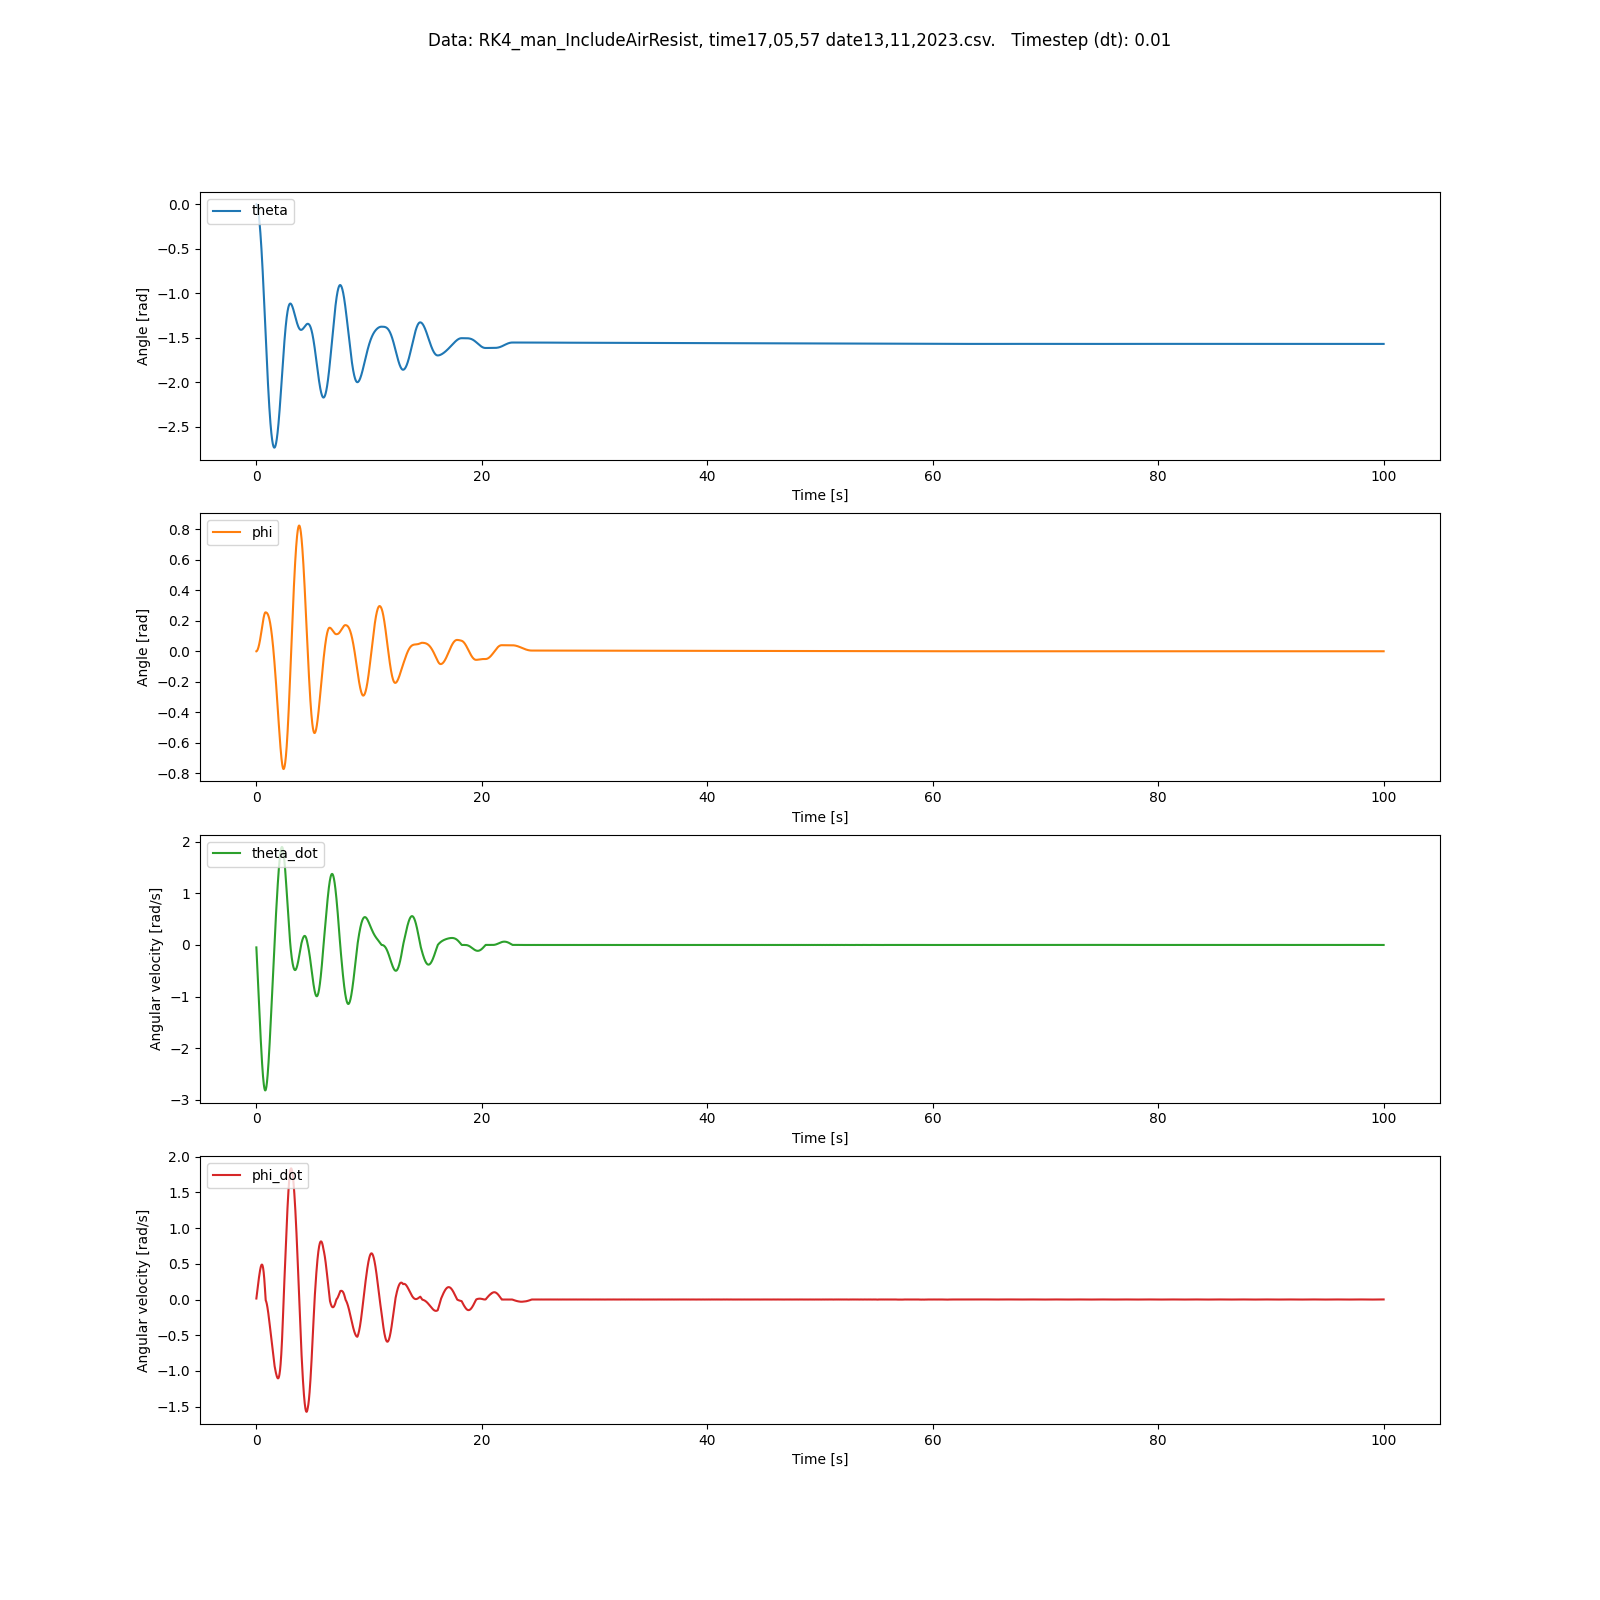 Data: RK4_man_IncludeAirResist, time17,05,57 date13,11,2023.csv.   Timestep (dt): 0.01
theta
Angle [rad]
0.0
−0.5
−1.0
−1.5
−2.0
−2.5
0 20 40 60 80 100
Time [s]
phi
Angle [rad]
0.8
0.6
0.4
0.2
0.0
−0.2
−0.4
−0.6
−0.8
0 20 40 60 80 100
Time [s]
theta_dot
Angular velocity [rad/s]
2
1
0
−1
−2
−3
0 20 40 60 80 100
Time [s]
phi_dot
Angular velocity [rad/s]
2.0
1.5
1.0
0.5
0.0
−0.5
−1.0
−1.5
0 20 40 60 80 100
Time [s]